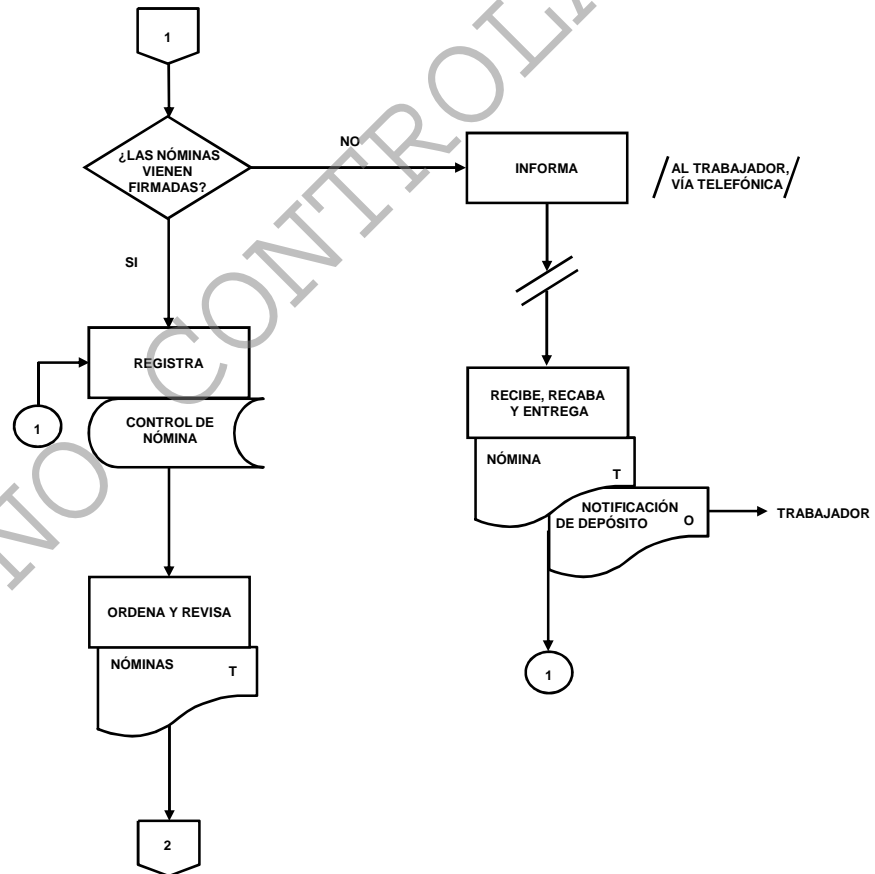 1
¿LAS NÓMINAS
VIENEN
FIRMADAS?
NO
INFORMA
AL TRABAJADOR,
VÍA TELEFÓNICA
SI
REGISTRA
1
CONTROL DE
NÓMINA
RECIBE, RECABA
Y ENTREGA
NÓMINA
T
NOTIFICACIÓN
DE DEPÓSITO
O
TRABAJADOR
ORDENA Y REVISA
NÓMINAS
T
1
2
NO CONTROLA